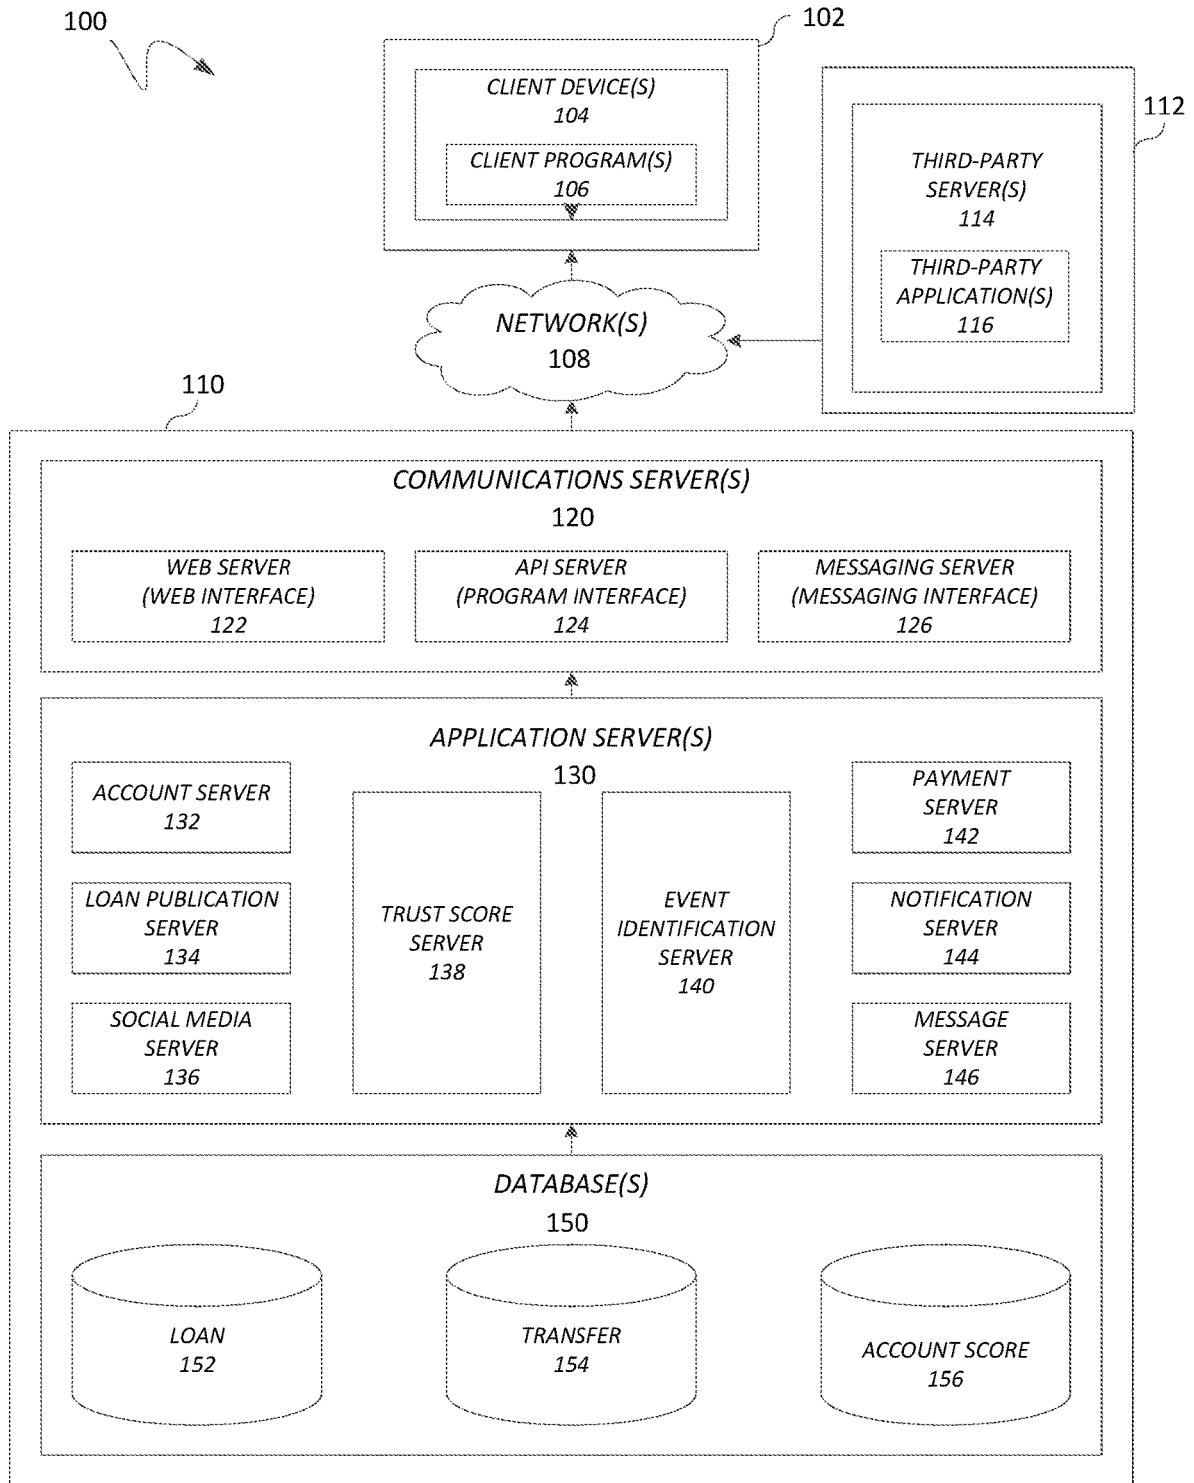 100
102
CLIENT DEVICE(S)
104
CLIENT PROGRAM(S)
106
112
THIRD-PARTY
SERVER(S)
114
THIRD-PARTY
APPLICATION(S)
116
NETWORK(S)
108
110
COMMUNICATIONS SERVER(S)
120
WEB SERVER
(WEB INTERFACE)
122
API SERVER
(PROGRAM INTERFACE)
124
MESSAGING SERVER
(MESSAGING INTERFACE)
126
APPLICATION SERVER(S)
130
ACCOUNT SERVER
132
LOAN PUBLICATION
SERVER
134
SOCIAL MEDIA
SERVER
136
TRUST SCORE
SERVER
138
EVENT
IDENTIFICATION
SERVER
140
PAYMENT
SERVER
142
NOTIFICATION
SERVER
144
MESSAGE
SERVER
146
DATABASE(S)
150
LOAN
152
TRANSFER
154
ACCOUNT SCORE
156